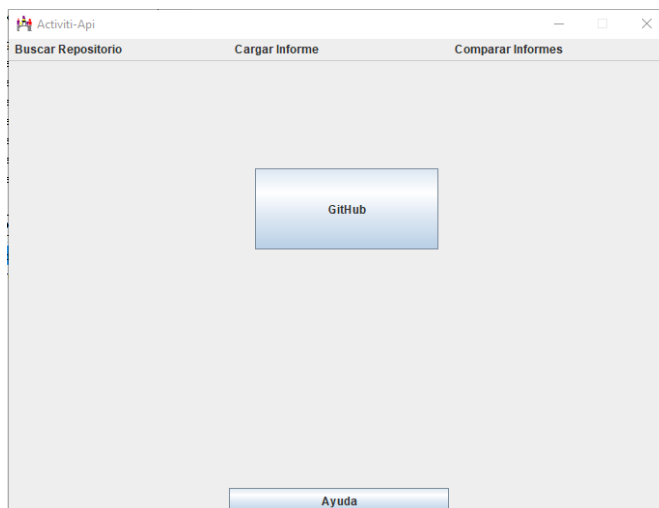 Activiti-Api
Buscar Repositorio Cargar Informe Comparar Informes
GitHub
Ayuda